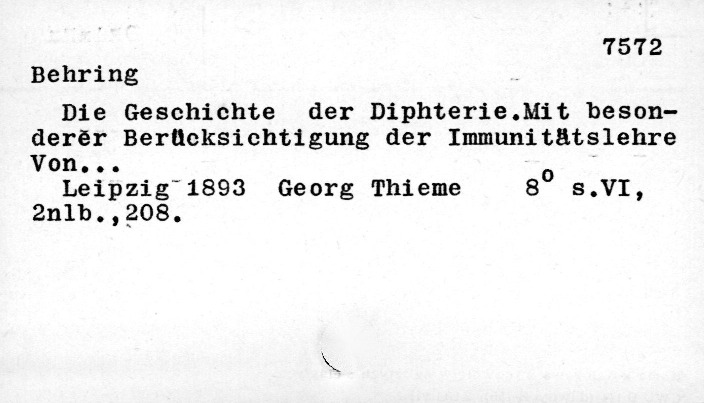 7572
Behring
Die Geschichte der Diphterie.Mit beson-
derer Berücksichtigung der Immunitätslehre
Von...
Leipzig 1893 Georg Thieme 8° s.VI,
2nlb.,208.